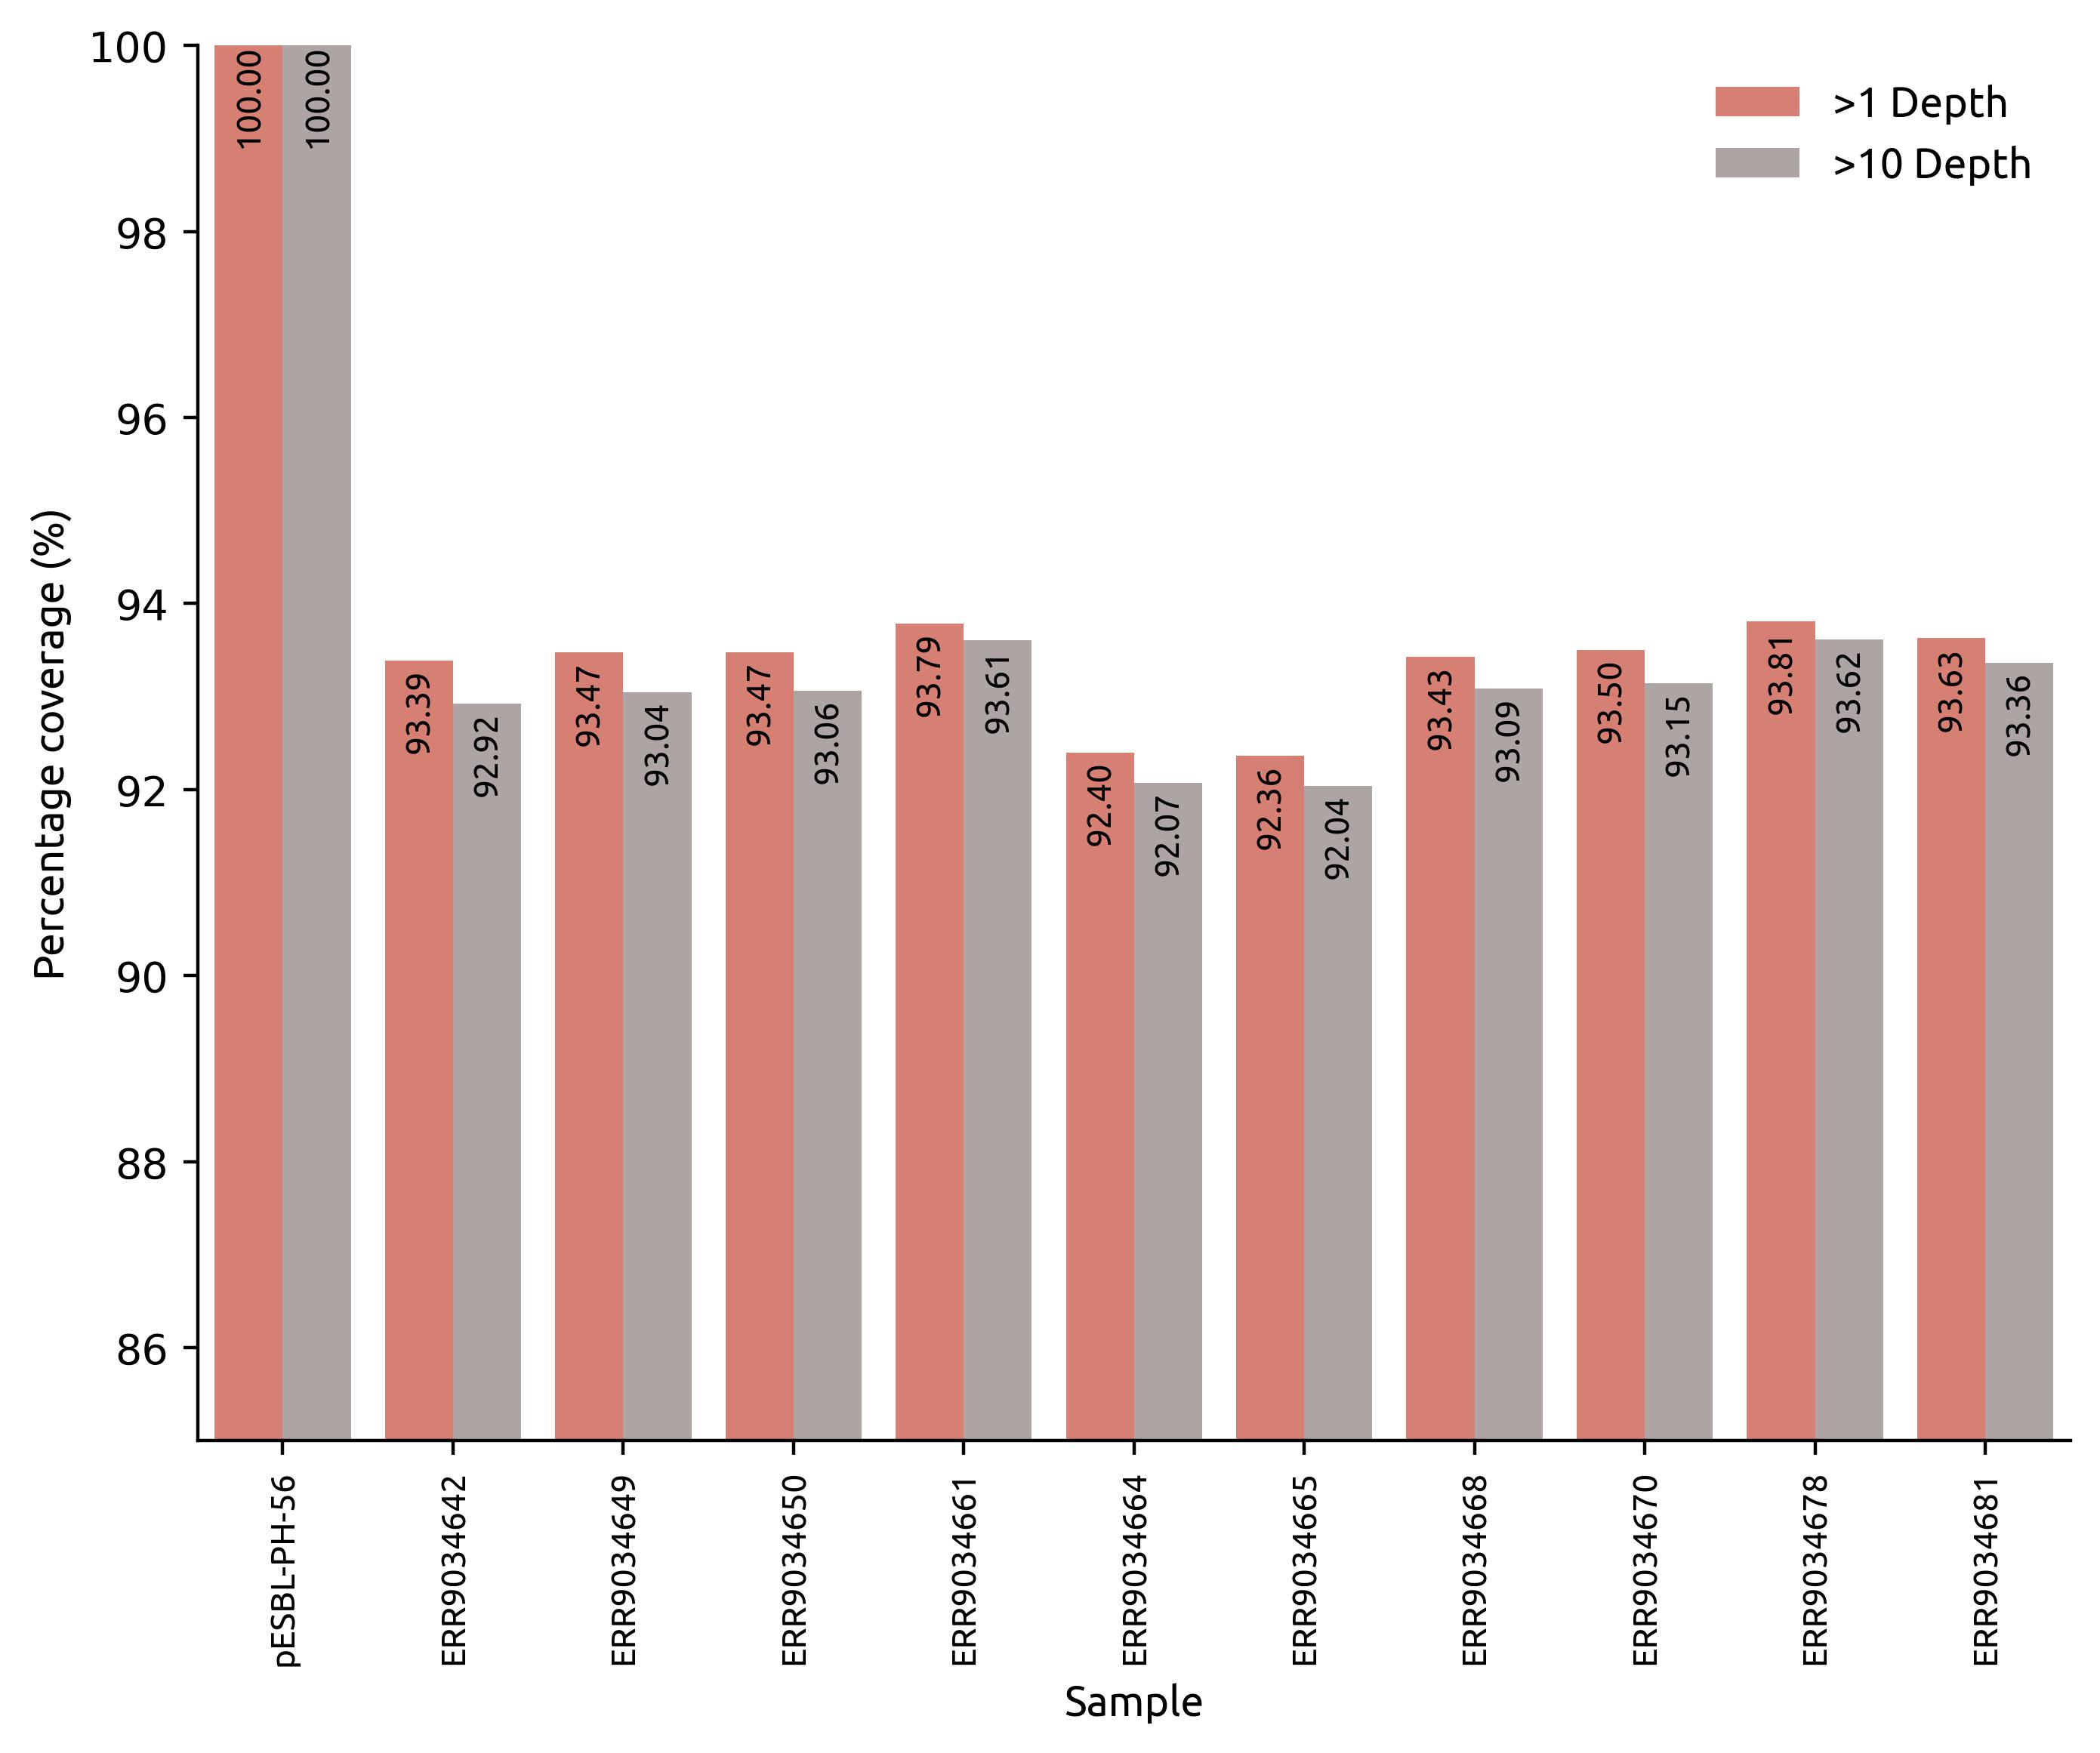 100
98
96
94
92
90
88
86
Percentage coverage (%)
>1 Depth
>10 Depth
100.00
100.00
93.39
92.92
93.47
93.04
93.47
93.06
93.79
93.61
92.40
92.07
92.36
92.04
93.43
93.09
93.50
93.15
93.81
93.62
93.63
93.36
pESBL-PH-56
ERR9034642
ERR9034649
ERR9034650
ERR9034661
ERR9034664
ERR9034665
ERR9034668
ERR9034670
ERR9034678
ERR9034681
Sample